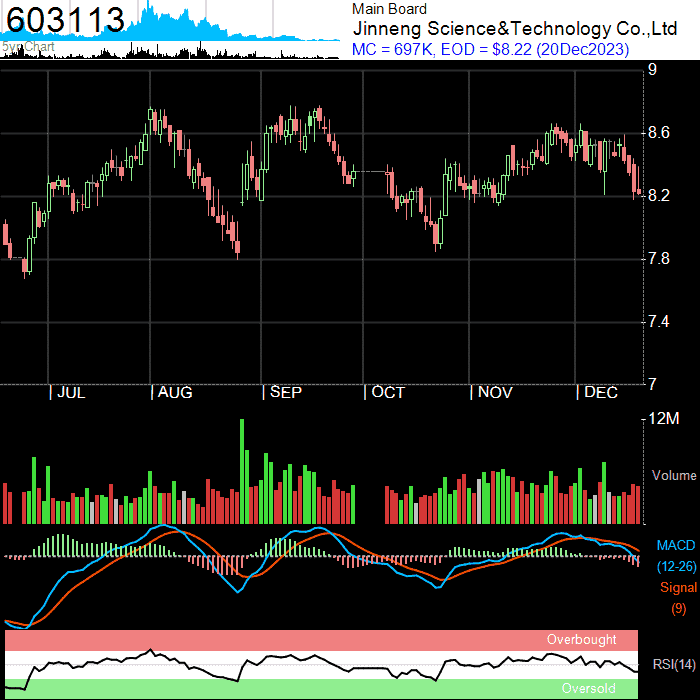 603113
5yr Chart
Main Board
Jinneng Science&Technology Co.,Ltd
MC = 697K, EOD = $8.22 (20Dec2023)
9
8.6
8.2
7.8
7.4
7
| JUL | AUG | SEP | OCT | NOV | DEC
12M
Volume
MACD
(12-26)
Signal
(9)
Overbought
RSI(14)
Oversold